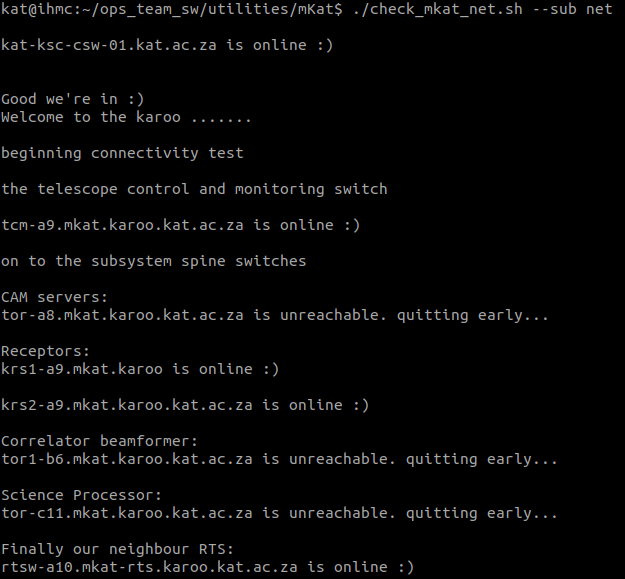 kat@ihmc:~/ops_team_sw/utilities/mKat$ ./check_mkat_net.sh --sub net
kat-ksc-csw-01.kat.ac.za is online :)
Good we're in :)
Welcome to the karoo .......
beginning connectivity test
the telescope control and monitoring switch
tcm-a9.mkat.karoo.kat.ac.za is online :)
on to the subsystem spine switches
CAM servers:
tor-a8.mkat.karoo.kat.ac.za is unreachable. quitting early...
Receptors:
krs1-a9.mkat.karoo is online :)
krs2-a9.mkat.karoo.kat.ac.za is online :)
Correlator beamformer:
tor1-b6.mkat.karoo.kat.ac.za is unreachable. quitting early...
Science Processor:
tor-c11.mkat.karoo.kat.ac.za is unreachable. quitting early...
Finally our neighbour RTS:
rtsw-a10.mkat-rts.karoo.kat.ac.za is online :)